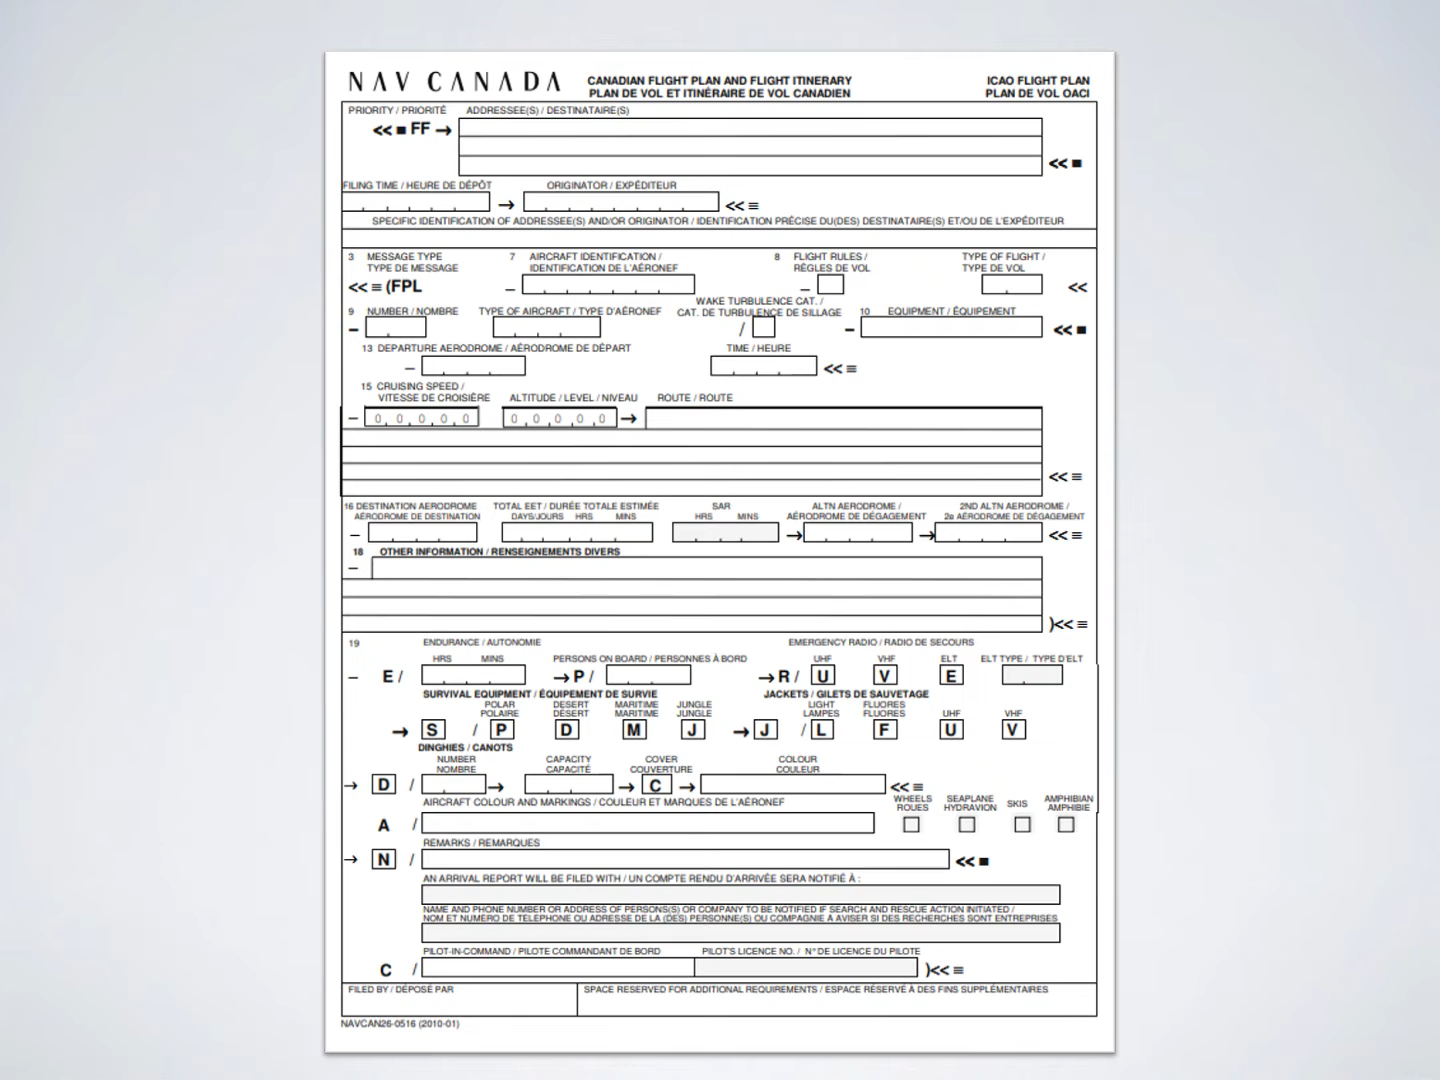 NAV CANADA
CANADIAN FLIGHT PLAN AND FLIGHT ITINERARY
PLAN DE VOL ET ITINÉRAIRE DE VOL CANADIEN
ICAO FLIGHT PLAN
PLAN DE VOL OACI
PRIORITY / PRIORITÉ ADDRESSEE(S) / DESTINATAIRE(S)
<< ■ FF →
<< ■
FILING TIME / HEURE DE DÉPÔT ORIGINATOR / EXPÉDITEUR
→ << ≡
SPECIFIC IDENTIFICATION OF ADDRESSEE(S) AND/OR ORIGINATOR / IDENTIFICATION PRÉCISE DU(DES) DESTINATAIRE(S) ET/OU DE L'EXPÉDITEUR
3 MESSAGE TYPE 7 AIRCRAFT IDENTIFICATION / 8 FLIGHT RULES / TYPE OF FLIGHT /
TYPE DE MESSAGE IDENTIFICATION DE L'AÉRONEF RÈGLES DE VOL TYPE DE VOL
<< ≡ (FPL – – <<
WAKE TURBULENCE CAT. /
9 NUMBER / NOMBRE TYPE OF AIRCRAFT / TYPE D'AÉRONEF CAT. DE TURBULENCE DE SILLAGE 10 EQUIPMENT / ÉQUIPEMENT
– / – << ■
13 DEPARTURE AERODROME / AÉRODROME DE DÉPART TIME / HEURE
– << ≡
15 CRUISING SPEED /
VITESSE DE CROISIÈRE ALTITUDE / LEVEL / NIVEAU ROUTE / ROUTE
– 0 0 0 0 0 0 0 0 0 0 →
<< ≡
16 DESTINATION AERODROME TOTAL EET / DURÉE TOTALE ESTIMÉE SAR ALTN AERODROME / 2ND ALTN AERODROME /
AÉRODROME DE DESTINATION DAYS/JOURS HRS MINS HRS MINS AÉRODROME DE DÉGAGEMENT 2e AÉRODROME DE DÉGAGEMENT
– → → << ≡
18 OTHER INFORMATION / RENSEIGNEMENTS DIVERS
–
)<< ≡
19 ENDURANCE / AUTONOMIE EMERGENCY RADIO / RADIO DE SECOURS
HRS MINS PERSONS ON BOARD / PERSONNES À BORD UHF VHF ELT ELT TYPE / TYPE D'ELT
– E / → P / → R / U V E
SURVIVAL EQUIPMENT / ÉQUIPEMENT DE SURVIE JACKETS / GILETS DE SAUVETAGE
POLAR DESERT MARITIME JUNGLE LIGHT FLUORES
POLAIRE DÉSERT MARITIME JUNGLE LAMPES FLUORES UHF VHF
→ S / P D M J → J / L F U V
DINGHIES / CANOTS
NUMBER CAPACITY COVER COLOUR
NOMBRE CAPACITÉ COUVERTURE COULEUR
→ D / → → C → << ≡
AIRCRAFT COLOUR AND MARKINGS / COULEUR ET MARQUES DE L'AÉRONEF
WHEELS SEAPLANE SKIS AMPHIBIAN
ROUES HYDRAVION AMPHIBIE
A /
REMARKS / REMARQUES
→ N / << ■
AN ARRIVAL REPORT WILL BE FILED WITH / UN COMPTE RENDU D'ARRIVÉE SERA NOTIFIÉ À :
NAME AND PHONE NUMBER OR ADDRESS OF PERSONS(S) OR COMPANY TO BE NOTIFIED IF SEARCH AND RESCUE ACTION INITIATED /
NOM ET NUMÉRO DE TÉLÉPHONE OU ADRESSE DE LA (DES) PERSONNE(S) OU COMPAGNIE À AVISER SI DES RECHERCHES SONT ENTREPRISES
PILOT-IN-COMMAND / PILOTE COMMANDANT DE BORD PILOT'S LICENCE NO. / N° DE LICENCE DU PILOTE
C / )<< ≡
FILED BY / DÉPOSÉ PAR SPACE RESERVED FOR ADDITIONAL REQUIREMENTS / ESPACE RÉSERVÉ À DES FINS SUPPLÉMENTAIRES
NAVCAN26-0516 (2010-01)